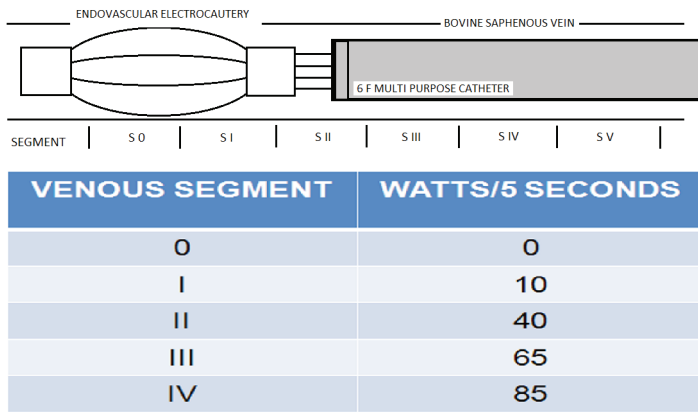 ENDOVASCULAR ELECTROCAUTERY
BOVINE SAPHENOUS VEIN
6 F MULTI PURPOSE CATHETER
SEGMENT S 0 S I S II S III S IV S V
VENOUS SEGMENT WATTS/5 SECONDS
0 0
I 10
II 40
III 65
IV 85